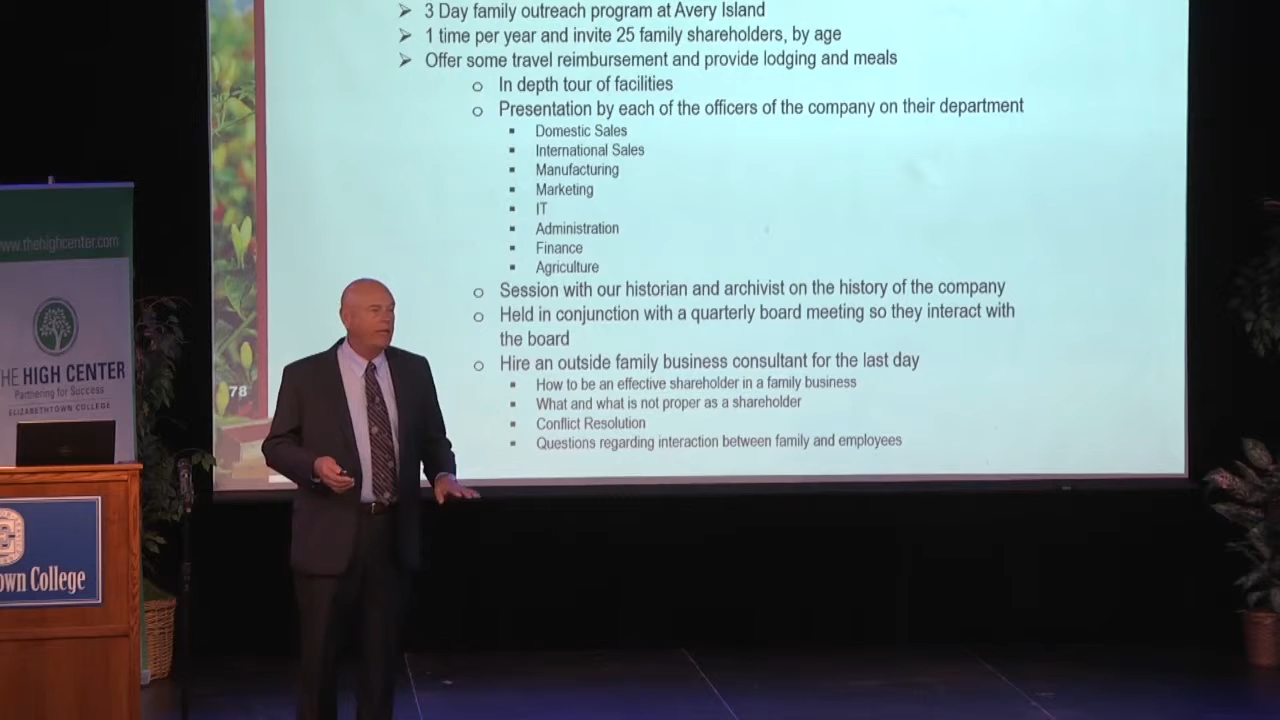 3 Day family outreach program at Avery Island
1 time per year and invite 25 family shareholders, by age
Offer some travel reimbursement and provide lodging and meals
In depth tour of facilities
Presentation by each of the officers of the company on their department
Domestic Sales
International Sales
Manufacturing
Marketing
IT
Administration
Finance
Agriculture
Session with our historian and archivist on the history of the company
Held in conjunction with a quarterly board meeting so they interact with
the board
Hire an outside family business consultant for the last day
How to be an effective shareholder in a family business
What and what is not proper as a shareholder
Conflict Resolution
Questions regarding interaction between family and employees
78
www.thehighcenter.com
HE HIGH CENTER
Partnering for Success
ELIZABETHTOWN COLLEGE
own College